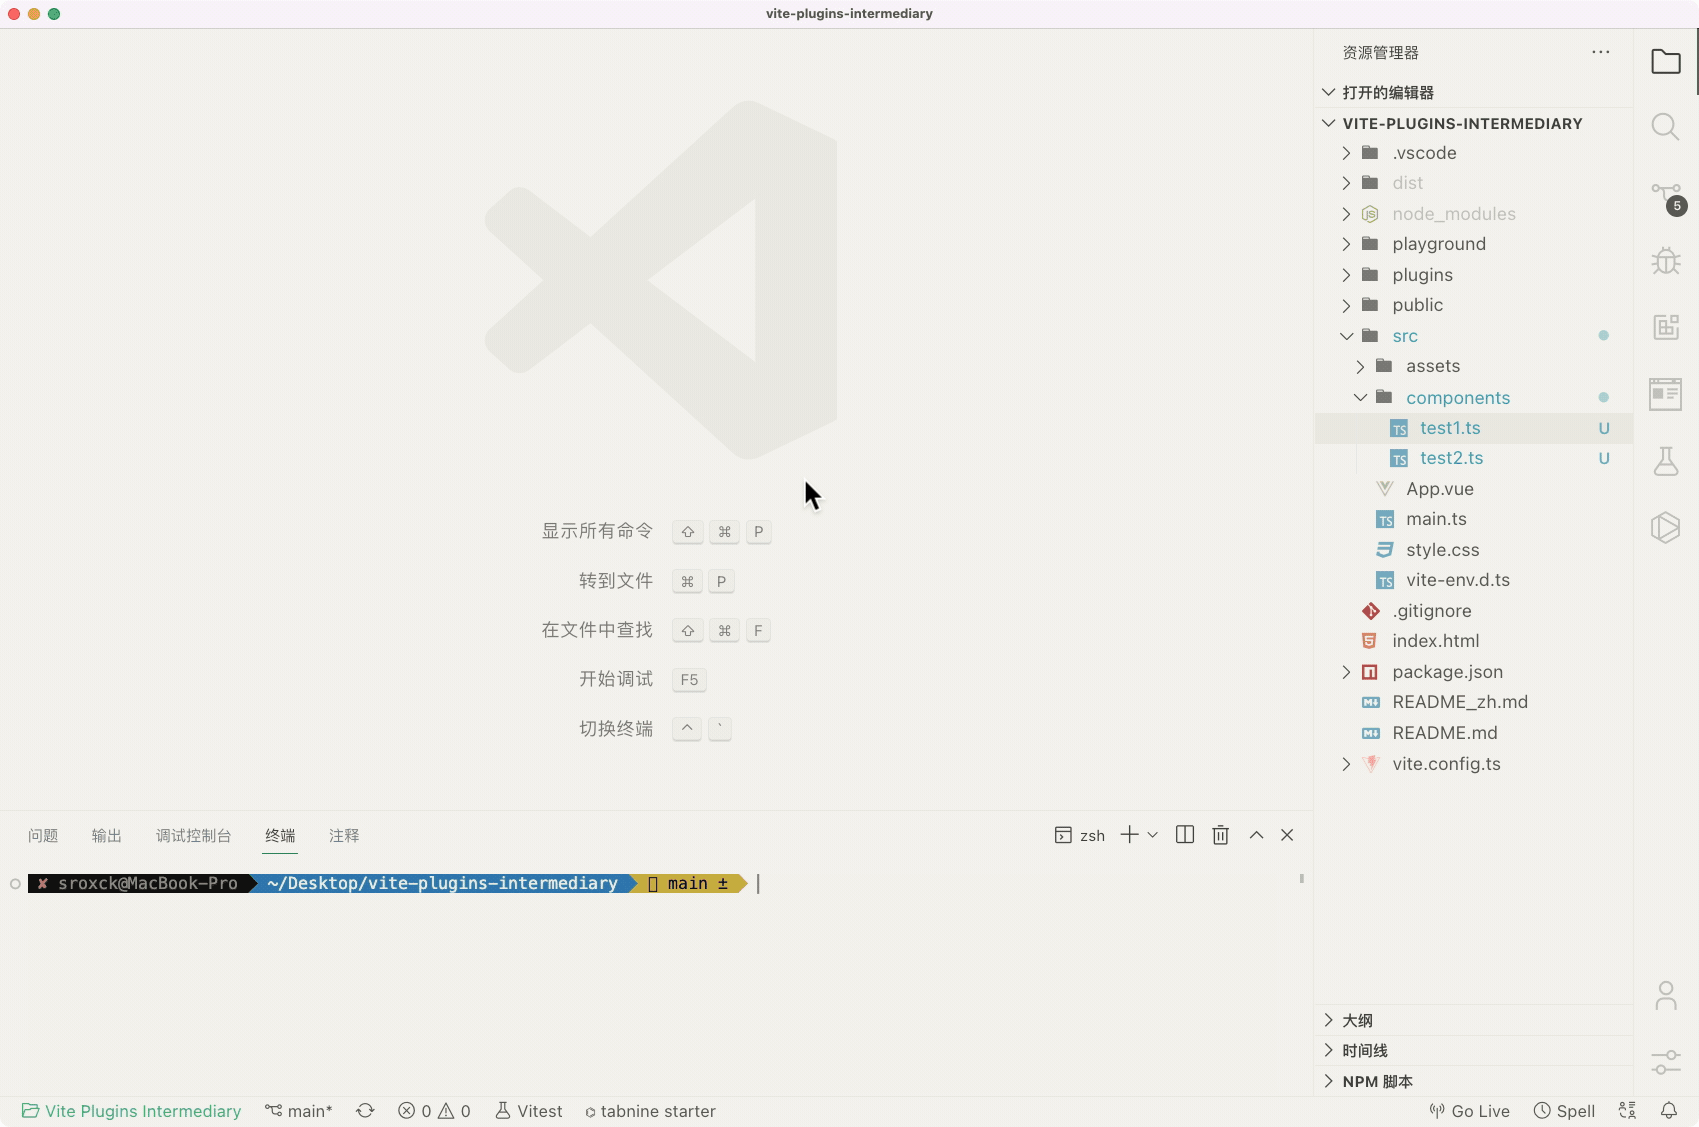 vite-plugins-intermediary
显示所有命令 ⇧ ⌘ P
转到文件 ⌘ P
在文件中查找 ⇧ ⌘ F
开始调试 F5
切换终端 ^ `
资源管理器 ···
打开的编辑器
VITE-PLUGINS-INTERMEDIARY
.vscode
dist
node_modules
playground
plugins
public
src
assets
components
TS test1.ts U
TS test2.ts U
App.vue
TS main.ts
style.css
TS vite-env.d.ts
.gitignore
index.html
package.json
README_zh.md
README.md
vite.config.ts
大纲
时间线
NPM 脚本
5
问题 输出 调试控制台 终端 注释 zsh
✘ sroxck@MacBook-Pro ~/Desktop/vite-plugins-intermediary main ±
Vite Plugins Intermediary main* 0 0 Vitest tabnine starter Go Live Spell